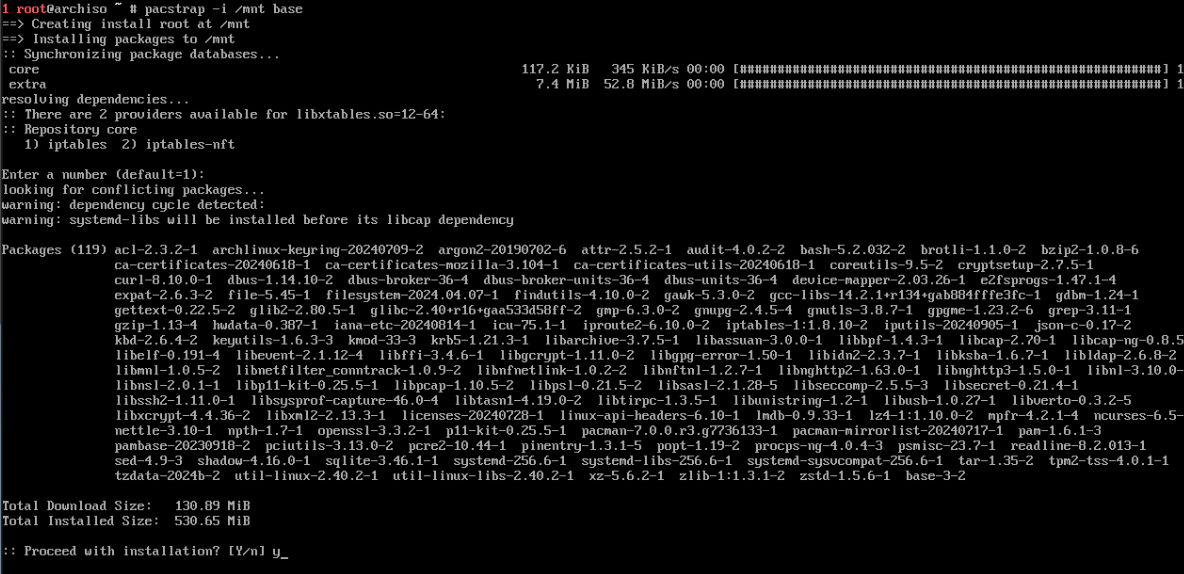 1 root@archiso ~ # pacstrap -i /mnt base
==> Creating install root at /mnt
==> Installing packages to /mnt
:: Synchronizing package databases...
 core 117.2 KiB 345 KiB/s 00:00 [########################################################] 1
 extra 7.4 MiB 52.8 MiB/s 00:00 [########################################################] 1
resolving dependencies...
:: There are 2 providers available for libxtables.so=12-64:
:: Repository core
   1) iptables  2) iptables-nft
Enter a number (default=1):
looking for conflicting packages...
warning: dependency cycle detected:
warning: systemd-libs will be installed before its libcap dependency
Packages (119) acl-2.3.2-1  archlinux-keyring-20240709-2  argon2-20190702-6  attr-2.5.2-1  audit-4.0.2-2  bash-5.2.032-2  brotli-1.1.0-2  bzip2-1.0.8-6
ca-certificates-20240618-1  ca-certificates-mozilla-3.104-1  ca-certificates-utils-20240618-1  coreutils-9.5-2  cryptsetup-2.7.5-1
curl-8.10.0-1  dbus-1.14.10-2  dbus-broker-36-4  dbus-broker-units-36-4  dbus-units-36-4  device-mapper-2.03.26-1  e2fsprogs-1.47.1-4
expat-2.6.3-2  file-5.45-1  filesystem-2024.04.07-1  findutils-4.10.0-2  gawk-5.3.0-2  gcc-libs-14.2.1+r134+gab884fffe3fc-1  gdbm-1.24-1
gettext-0.22.5-2  glib2-2.80.5-1  glibc-2.40+r16+gaa533d58ff-2  gmp-6.3.0-2  gnupg-2.4.5-4  gnutls-3.8.7-1  gpgme-1.23.2-6  grep-3.11-1
gzip-1.13-4  hwdata-0.387-1  iana-etc-20240814-1  icu-75.1-1  iproute2-6.10.0-2  iptables-1:1.8.10-2  iputils-20240905-1  json-c-0.17-2
kbd-2.6.4-2  keyutils-1.6.3-3  kmod-33-3  krb5-1.21.3-1  libarchive-3.7.5-1  libassuan-3.0.0-1  libbpf-1.4.3-1  libcap-2.70-1  libcap-ng-0.8.5
libelf-0.191-4  libevent-2.1.12-4  libffi-3.4.6-1  libgcrypt-1.11.0-2  libgpg-error-1.50-1  libidn2-2.3.7-1  libksba-1.6.7-1  libldap-2.6.8-2
libmnl-1.0.5-2  libnetfilter_conntrack-1.0.9-2  libnfnetlink-1.0.2-2  libnftnl-1.2.7-1  libnghttp2-1.63.0-1  libnghttp3-1.5.0-1  libnl-3.10.0-
libnsl-2.0.1-1  libp11-kit-0.25.5-1  libpcap-1.10.5-2  libpsl-0.21.5-2  libsasl-2.1.28-5  libseccomp-2.5.5-3  libsecret-0.21.4-1
libssh2-1.11.0-1  libsysprof-capture-46.0-4  libtasn1-4.19.0-2  libtirpc-1.3.5-1  libunistring-1.2-1  libusb-1.0.27-1  libverto-0.3.2-5
libxcrypt-4.4.36-2  libxml2-2.13.3-1  licenses-20240728-1  linux-api-headers-6.10-1  lmdb-0.9.33-1  lz4-1:1.10.0-2  mpfr-4.2.1-4  ncurses-6.5-
nettle-3.10-1  npth-1.7-1  openssl-3.3.2-1  p11-kit-0.25.5-1  pacman-7.0.0.r3.g7736133-1  pacman-mirrorlist-20240717-1  pam-1.6.1-3
pambase-20230918-2  pciutils-3.13.0-2  pcre2-10.44-1  pinentry-1.3.1-5  popt-1.19-2  procps-ng-4.0.4-3  psmisc-23.7-1  readline-8.2.013-1
sed-4.9-3  shadow-4.16.0-1  sqlite-3.46.1-1  systemd-256.6-1  systemd-libs-256.6-1  systemd-sysvcompat-256.6-1  tar-1.35-2  tpm2-tss-4.0.1-1
tzdata-2024b-2  util-linux-2.40.2-1  util-linux-libs-2.40.2-1  xz-5.6.2-1  zlib-1:1.3.1-2  zstd-1.5.6-1  base-3-2
Total Download Size:   130.89 MiB
Total Installed Size:  530.65 MiB
:: Proceed with installation? [Y/n] y_